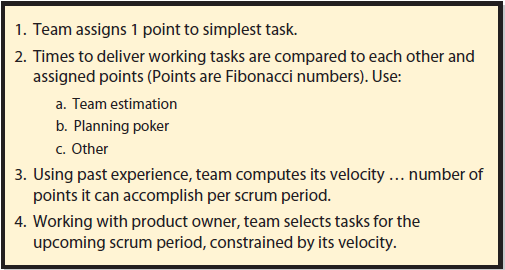 1. Team assigns 1 point to simplest task.
2. Times to deliver working tasks are compared to each other and
assigned points (Points are Fibonacci numbers). Use:
a. Team estimation
b. Planning poker
c. Other
3. Using past experience, team computes its velocity … number of
points it can accomplish per scrum period.
4. Working with product owner, team selects tasks for the
upcoming scrum period, constrained by its velocity.